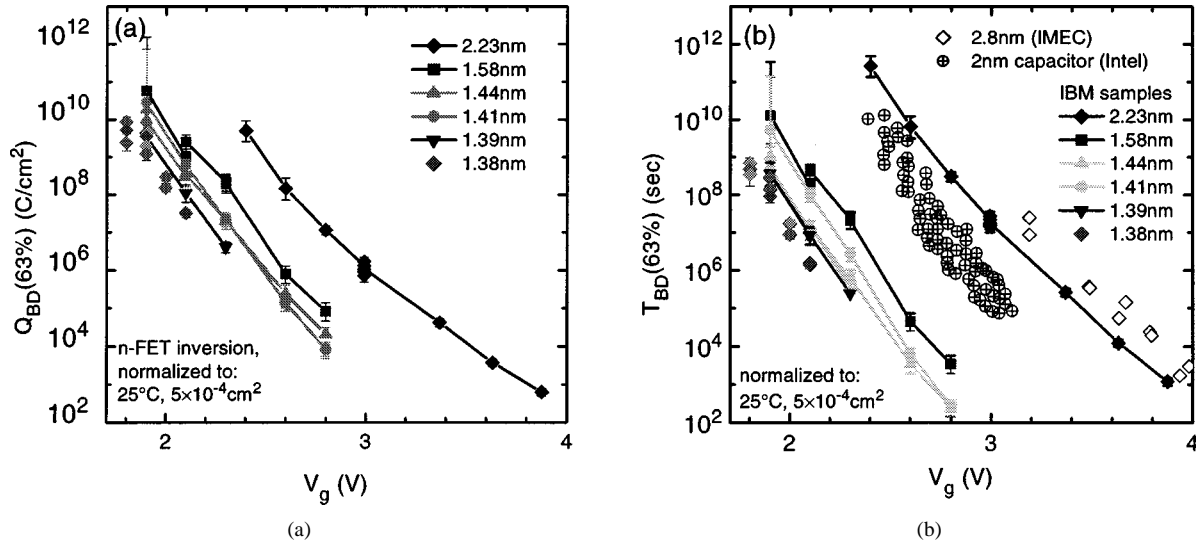 (a)
2.23nm
1.58nm
1.44nm
1.41nm
1.39nm
1.38nm
n-FET inversion,
normalized to:
25°C, 5×10⁻⁴cm²
Q_BD(63%) (C/cm²)
10¹²
10¹⁰
10⁸
10⁶
10⁴
10²
2
3
4
V_g (V)
(a)
(b)
2.8nm (IMEC)
2nm capacitor (Intel)
IBM samples
2.23nm
1.58nm
1.44nm
1.41nm
1.39nm
1.38nm
normalized to:
25°C, 5×10⁻⁴cm²
T_BD(63%) (sec)
10¹²
10¹⁰
10⁸
10⁶
10⁴
10²
2
3
4
V_g (V)
(b)